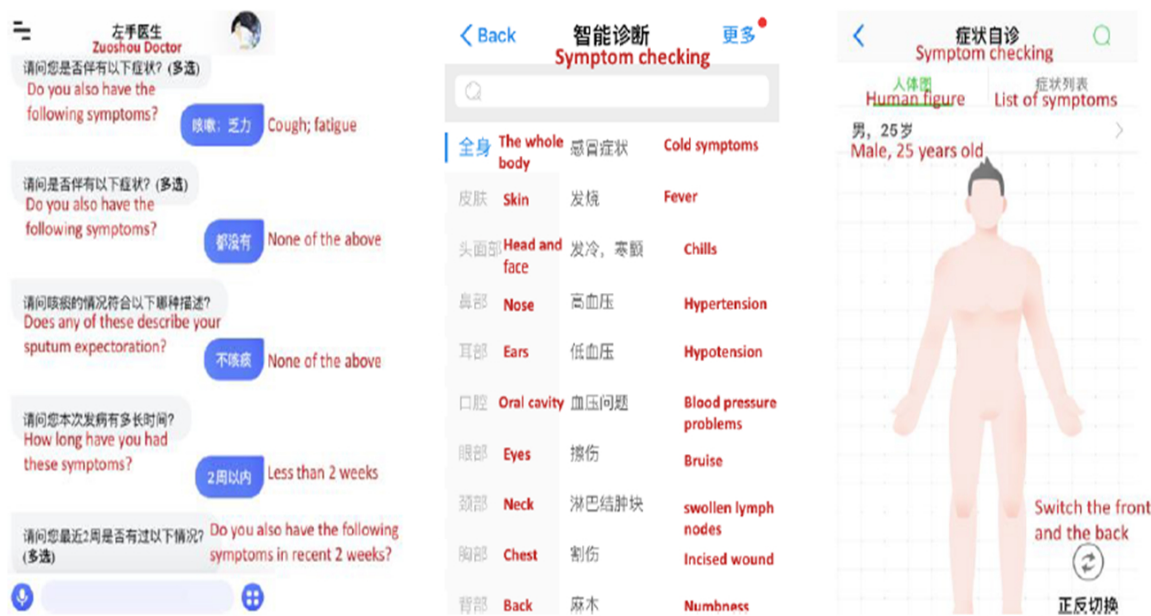 左手医生
Zuoshou Doctor
请问您是否伴有以下症状? (多选)
Do you also have the
following symptoms?
咳嗽; 乏力
Cough; fatigue
请问是否伴有以下症状? (多选)
Do you also have the
following symptoms?
都没有
None of the above
请问咳痰的情况符合以下哪种描述?
Does any of these describe your
sputum expectoration?
不咳痰
None of the above
请问您本次发病有多长时间?
How long have you had
these symptoms?
2周以内
Less than 2 weeks
请问您最近2周是否有过以下情况?
(多选)
Do you also have the following
symptoms in recent 2 weeks?
Back
智能诊断
更多
Symptom checking
全身
The whole
body
感冒症状
Cold symptoms
皮肤
Skin
发烧
Fever
头面部
Head and
face
发冷，寒颤
Chills
鼻部
Nose
高血压
Hypertension
耳部
Ears
低血压
Hypotension
口腔
Oral cavity
血压问题
Blood pressure
problems
眼部
Eyes
擦伤
Bruise
颈部
Neck
淋巴结肿块
swollen lymph
nodes
胸部
Chest
割伤
Incised wound
背部
Back
麻木
Numbness
症状自诊
Symptom checking
人体图
Human figure
症状列表
List of symptoms
男，25岁
Male, 25 years old
Switch the front
and the back
正反切换